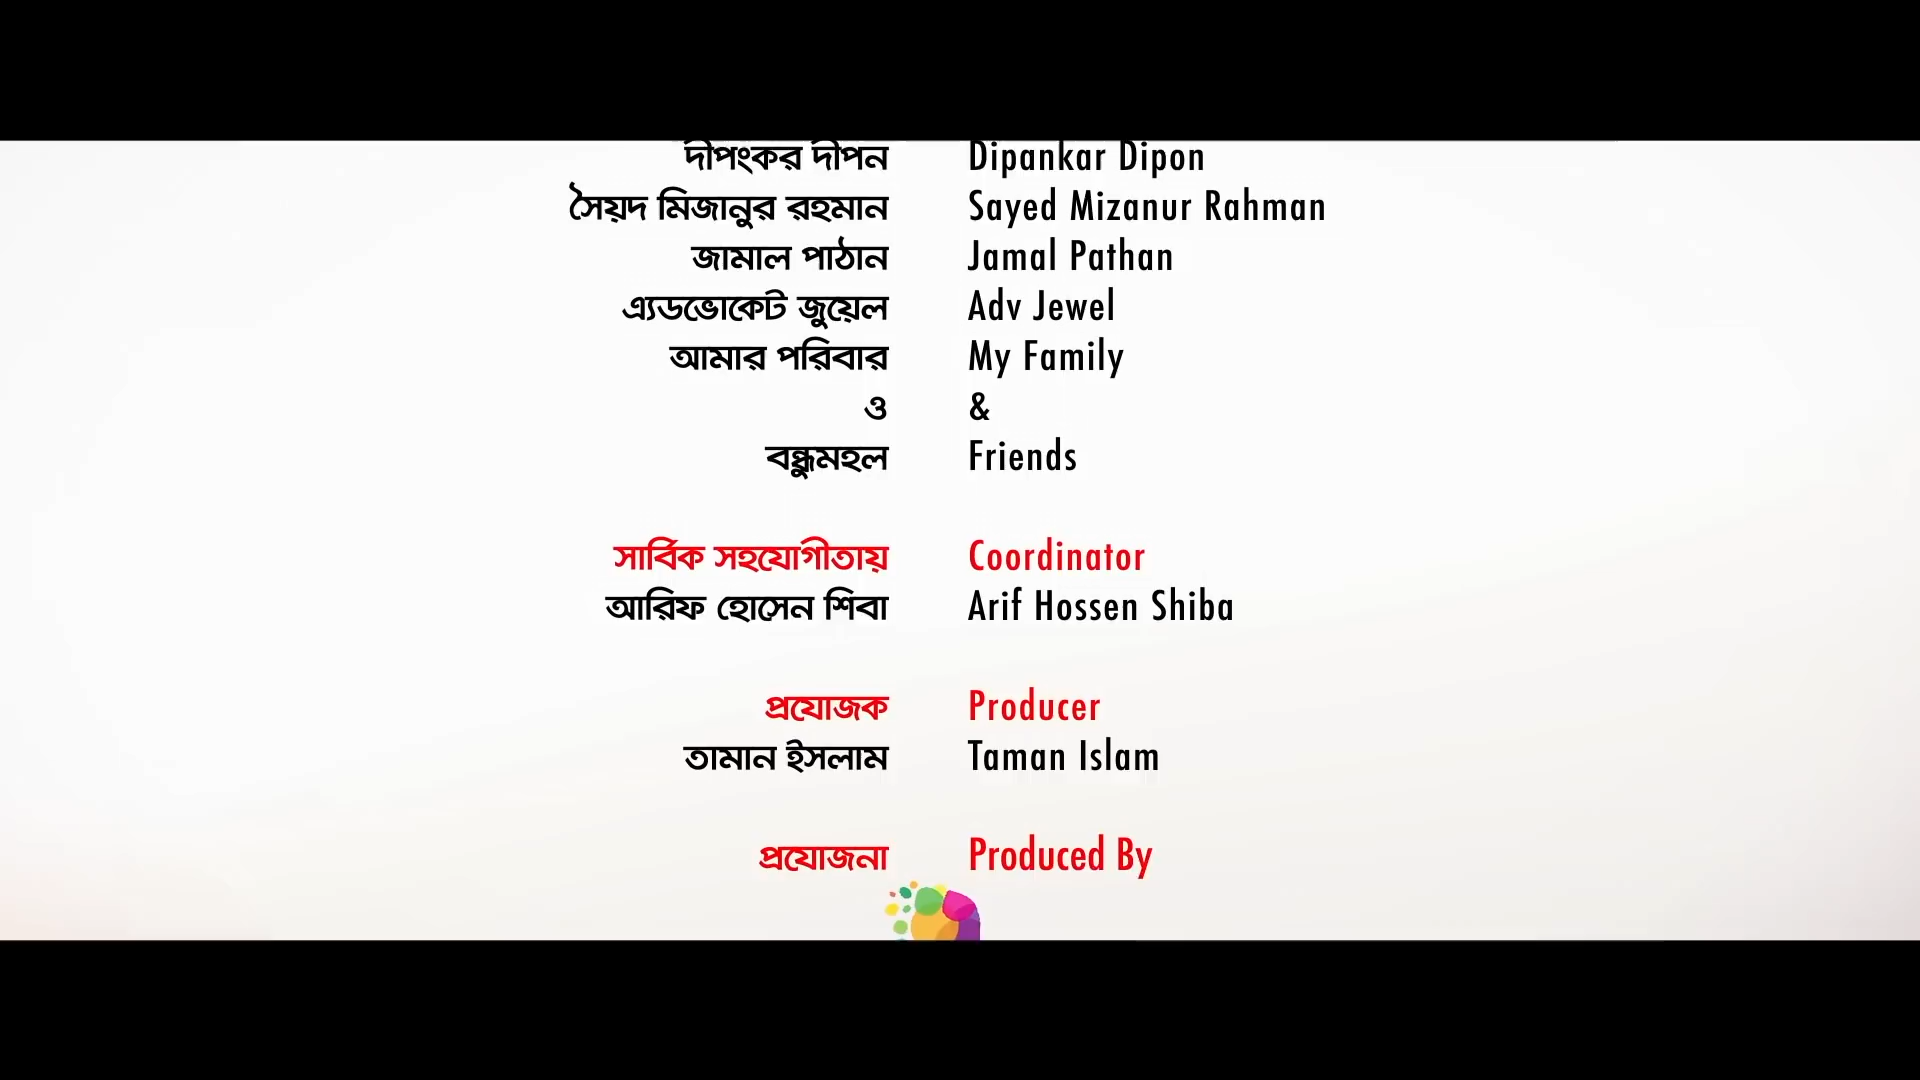 দীপংকর দীপন Dipankar Dipon
সৈয়দ মিজানুর রহমান Sayed Mizanur Rahman
জামাল পাঠান Jamal Pathan
এ্যডভোকেট জুয়েল Adv Jewel
আমার পরিবার My Family
ও &
বন্ধুমহল Friends
সার্বিক সহযোগীতায় Coordinator
আরিফ হোসেন শিবা Arif Hossen Shiba
প্রযোজক Producer
তামান ইসলাম Taman Islam
প্রযোজনা Produced By